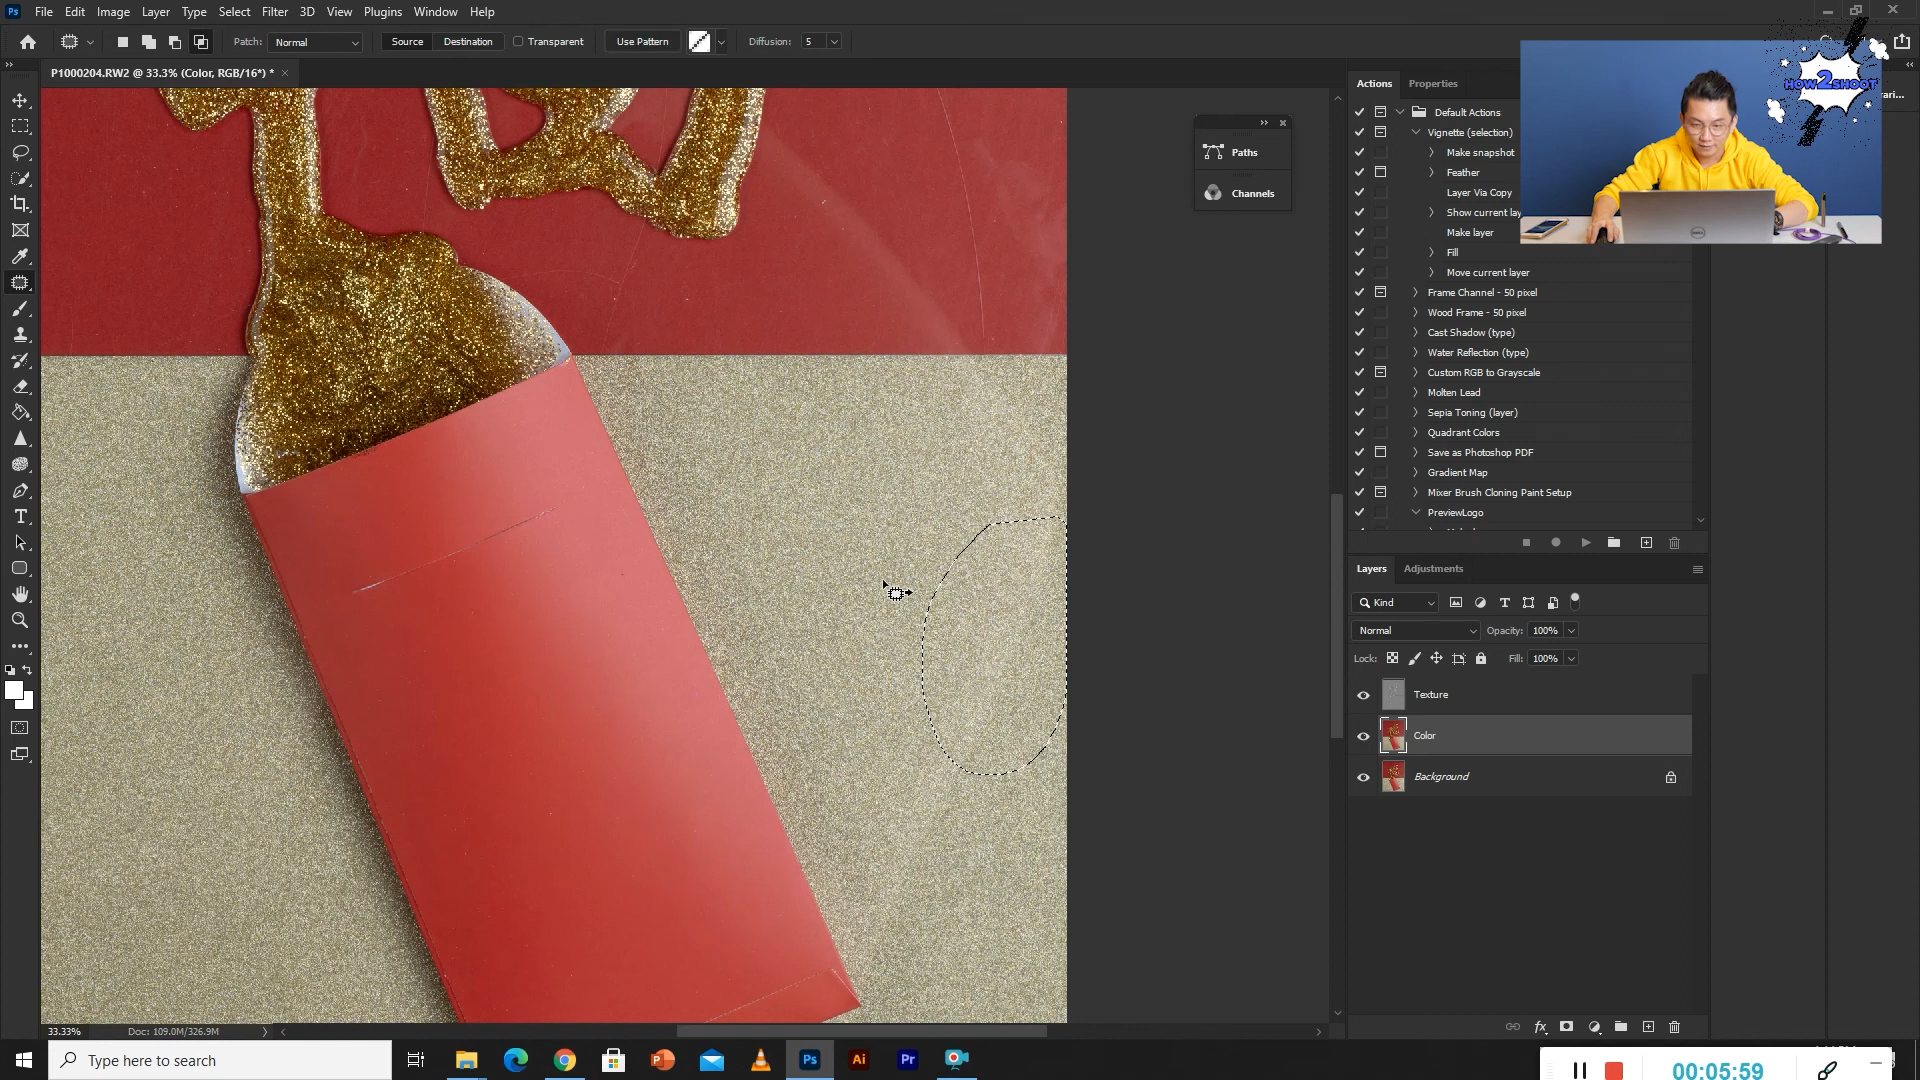 Ps File Edit Image Layer Type Select Filter 3D View Plugins Window Help
Patch: Normal Source Destination Transparent Use Pattern Diffusion: 5
P1000204.RW2 @ 33.3% (Color, RGB/16*) *
Paths
Channels
Actions Properties
Default Actions
Vignette (selection)
Make snapshot
Feather
Layer Via Copy
Make layer
Fill
Move current layer
Frame Channel - 50 pixel
Wood Frame - 50 pixel
Cast Shadow (type)
Water Reflection (type)
Custom RGB to Grayscale
Molten Lead
Sepia Toning (layer)
Quadrant Colors
Save as Photoshop PDF
Gradient Map
Mixer Brush Cloning Paint Setup
PreviewLogo
HOW2SHOOT
Layers Adjustments
Kind
Normal Opacity: 100%
Lock: Fill: 100%
Texture
Color
Background
33.33% Doc: 109.0M/326.9M
Type here to search
Ps Ai Pr
00:05:59